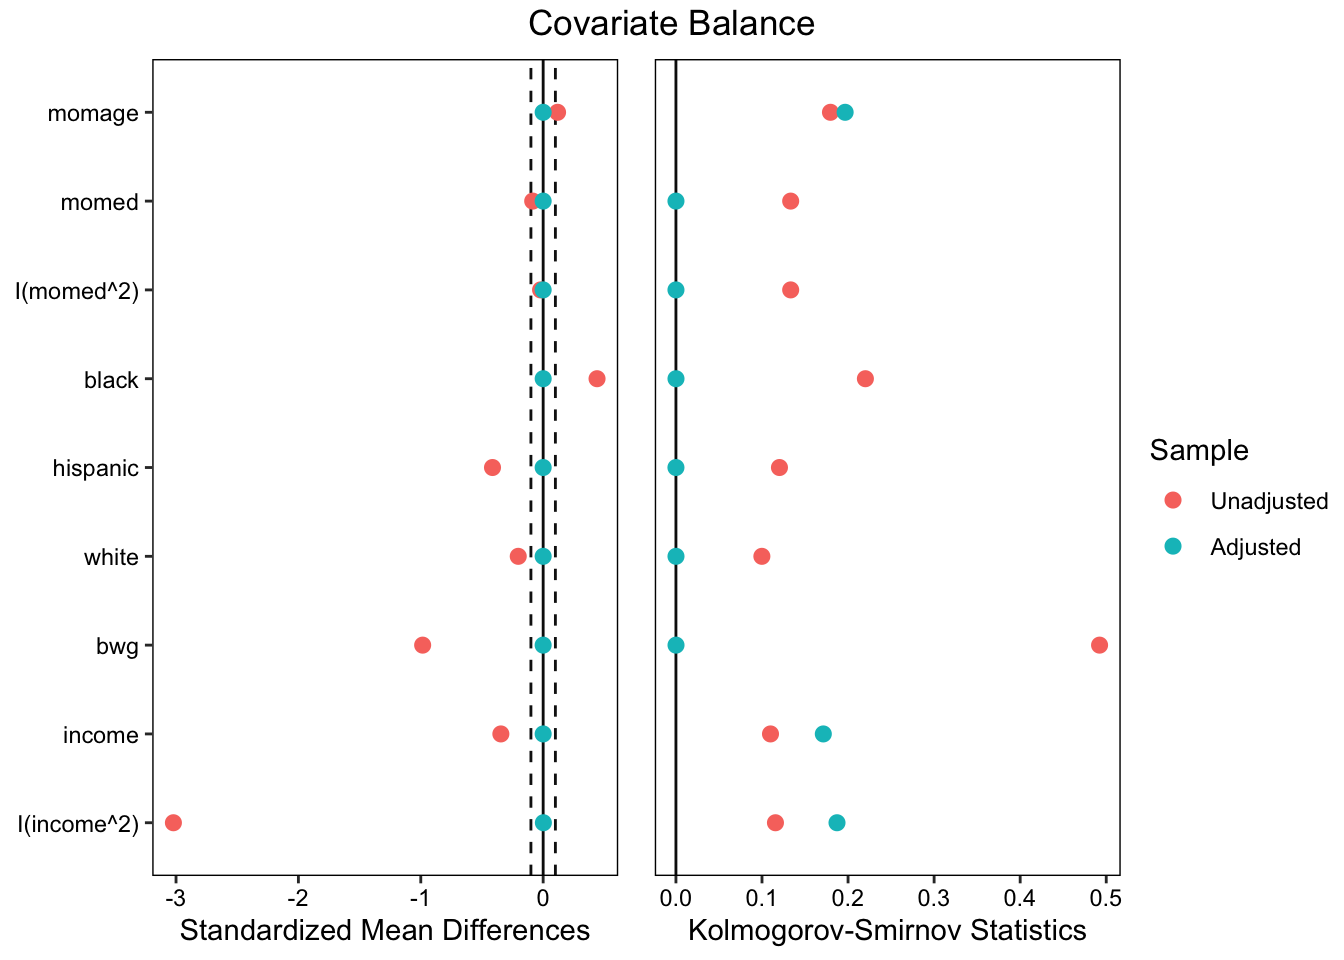 Covariate Balance
momage
momed
I(momed^2)
black
hispanic
white
bwg
income
I(income^2)
-3 -2 -1 0
Standardized Mean Differences
0.0 0.1 0.2 0.3 0.4 0.5
Kolmogorov-Smirnov Statistics
Sample
Unadjusted
Adjusted